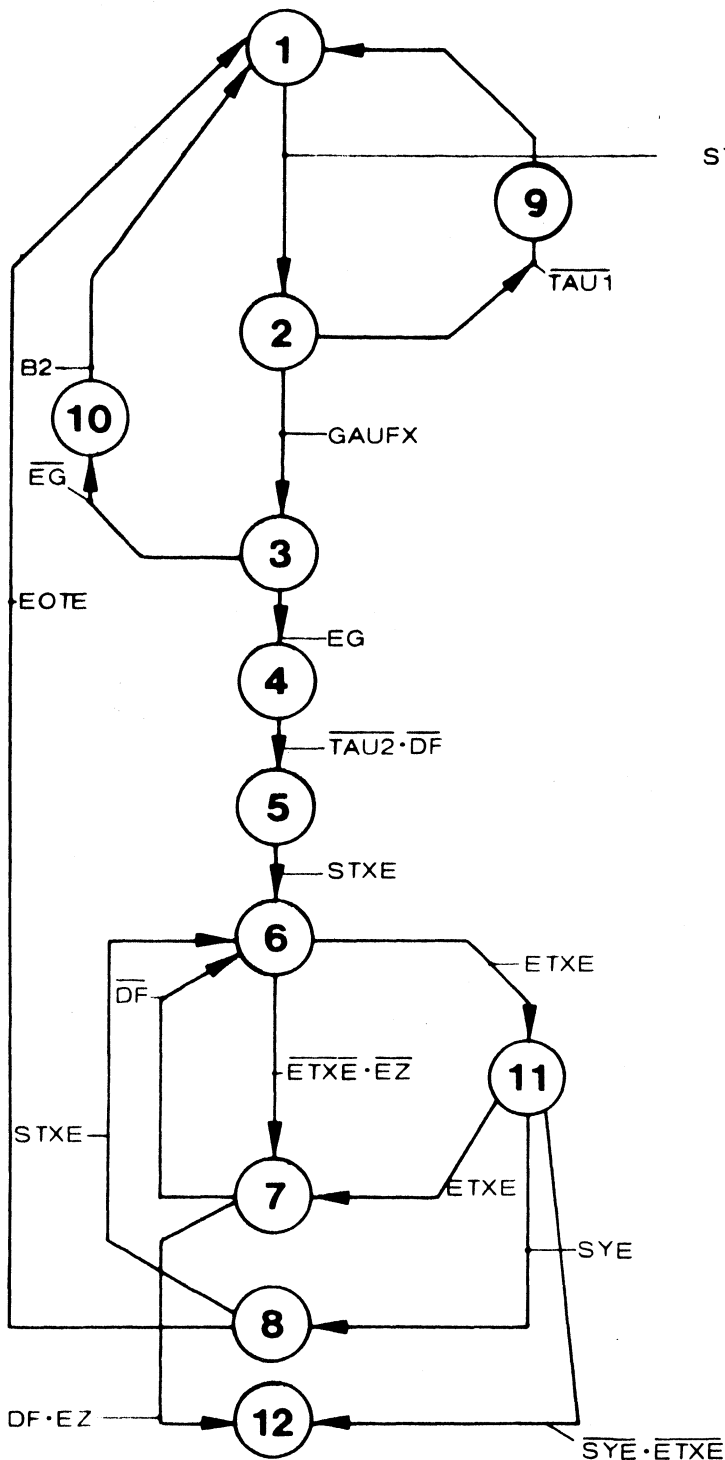 1
9
TAU1
2
B2
10
GAUFX
EG
3
EOTE
EG
4
TAU2·DF
5
STXE
6
ETXE
DF
ETXE·EZ
11
STXE
7
ETXE
SYE
8
DF·EZ
12
SYE·ETXE